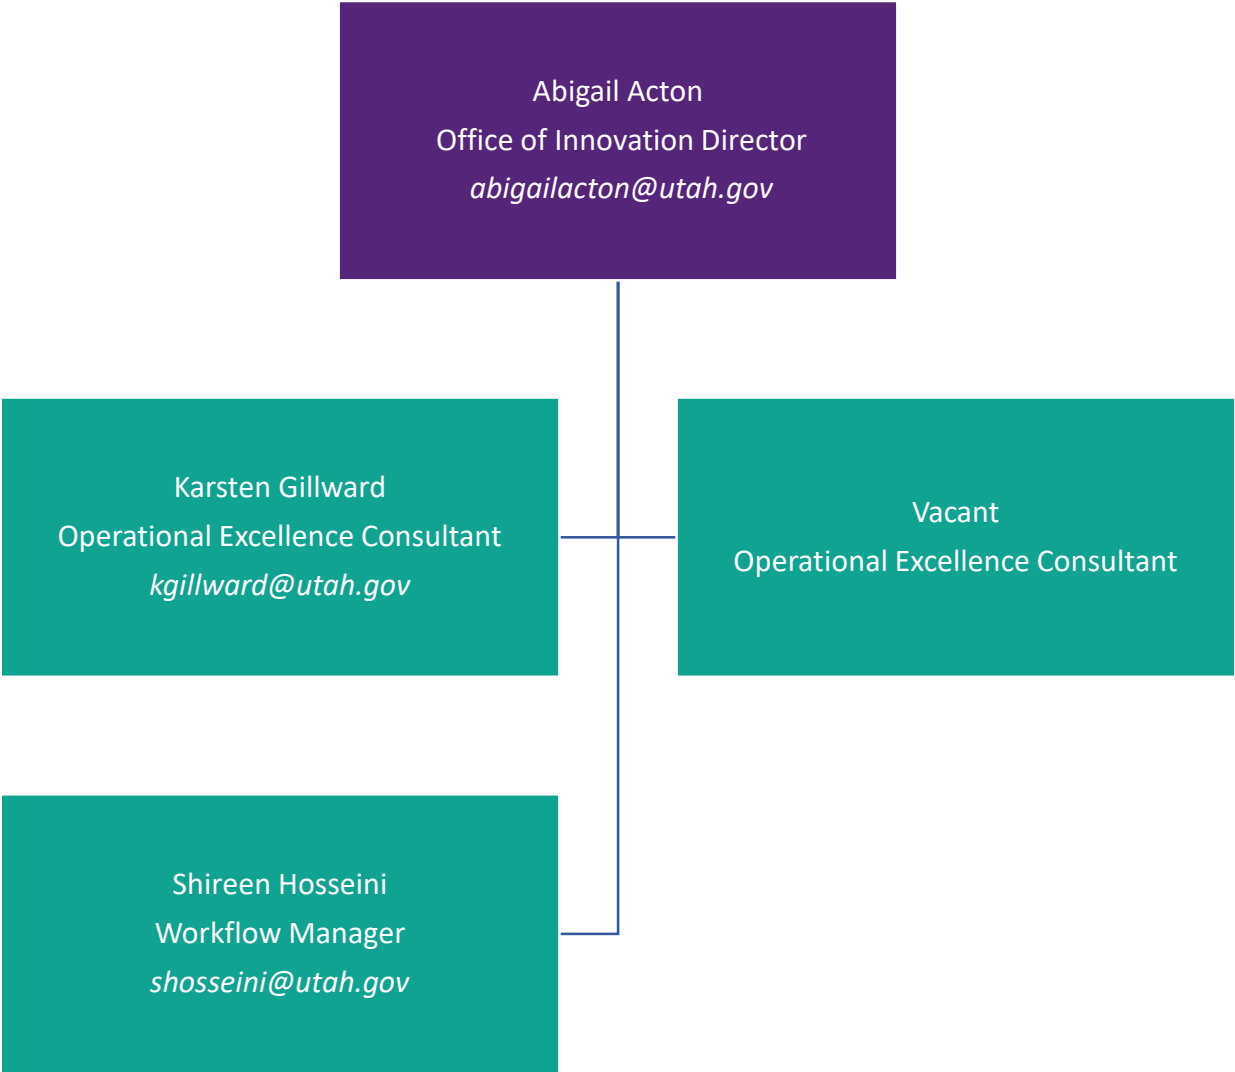 Abigail Acton
Office of Innovation Director
abigailacton@utah.gov
Karsten Gillward
Operational Excellence Consultant
kgillward@utah.gov
Vacant
Operational Excellence Consultant
Shireen Hosseini
Workflow Manager
shosseini@utah.gov